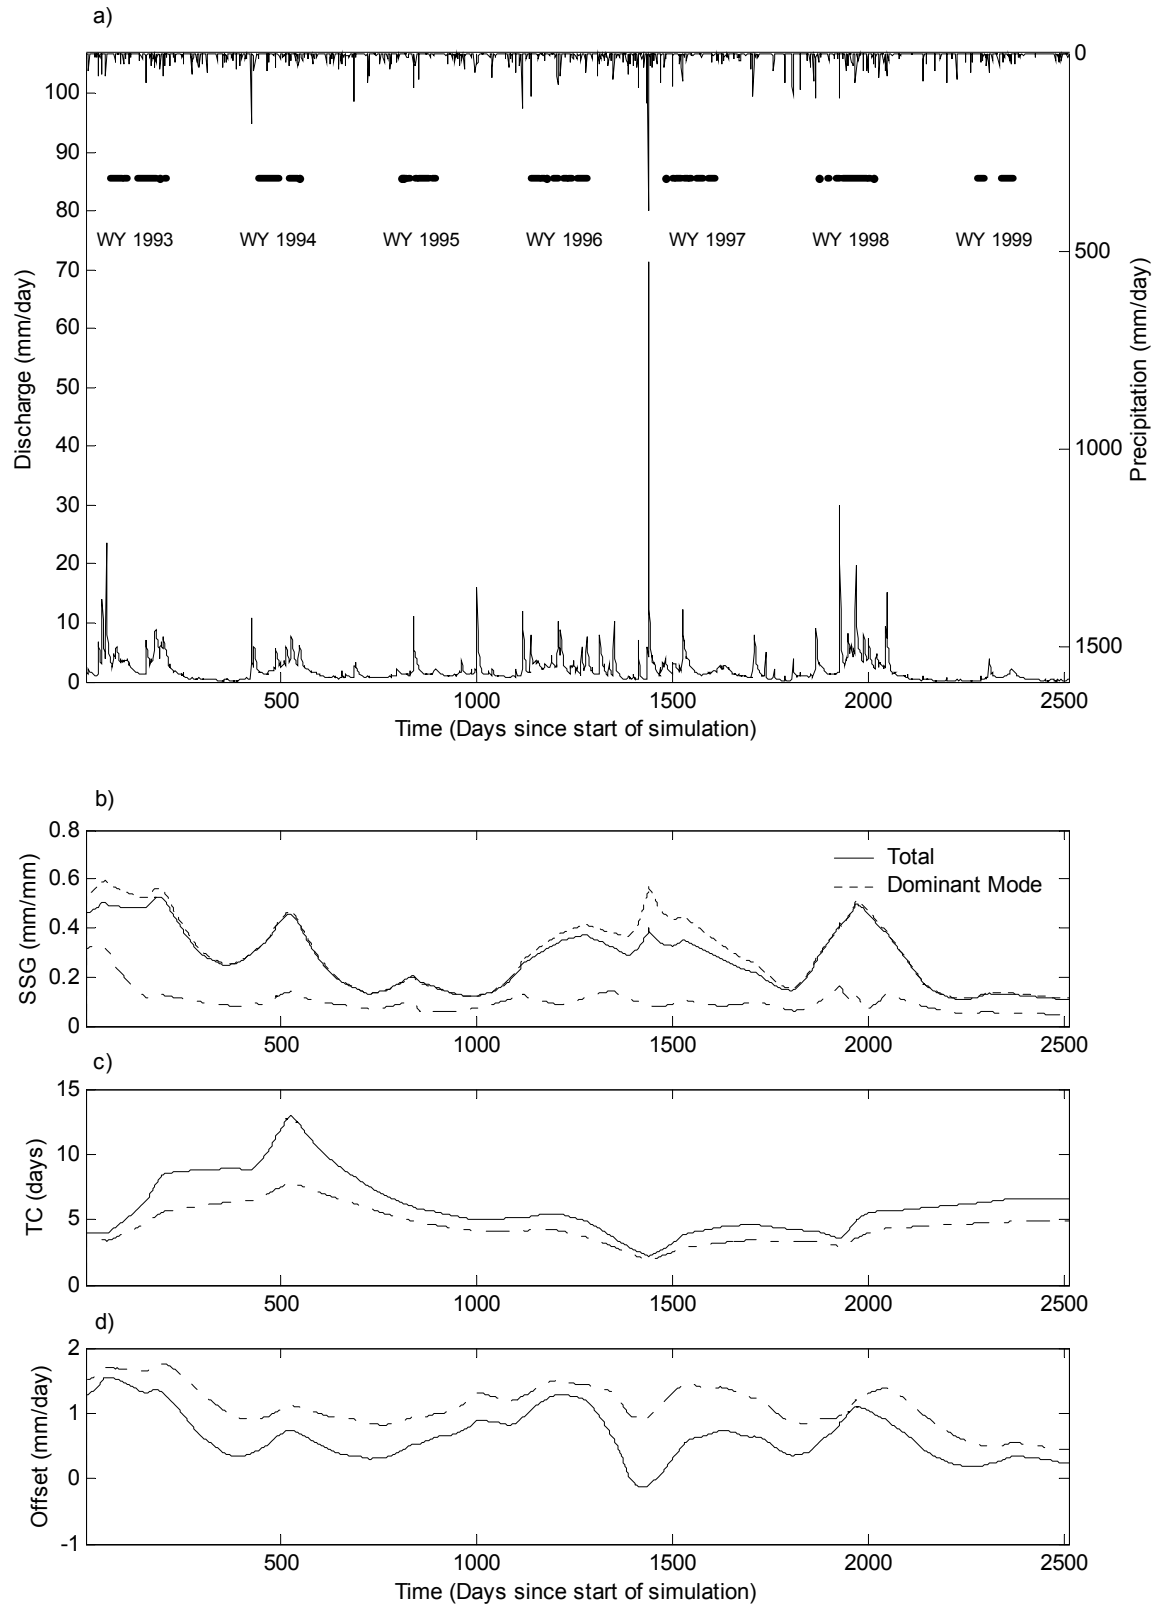 a)
0
100
90
80
70
60
50
40
30
20
10
0
WY 1993 WY 1994 WY 1995 WY 1996 WY 1997 WY 1998 WY 1999
500
1000
1500
Discharge (mm/day)
Precipitation (mm/day)
500 1000 1500 2000 2500
Time (Days since start of simulation)
b)
0.8
0.6
0.4
0.2
0
SSG (mm/mm)
Total
Dominant Mode
500 1000 1500 2000 2500
c)
15
10
5
0
TC (days)
500 1000 1500 2000 2500
d)
2
1
0
-1
Offset (mm/day)
500 1000 1500 2000 2500
Time (Days since start of simulation)